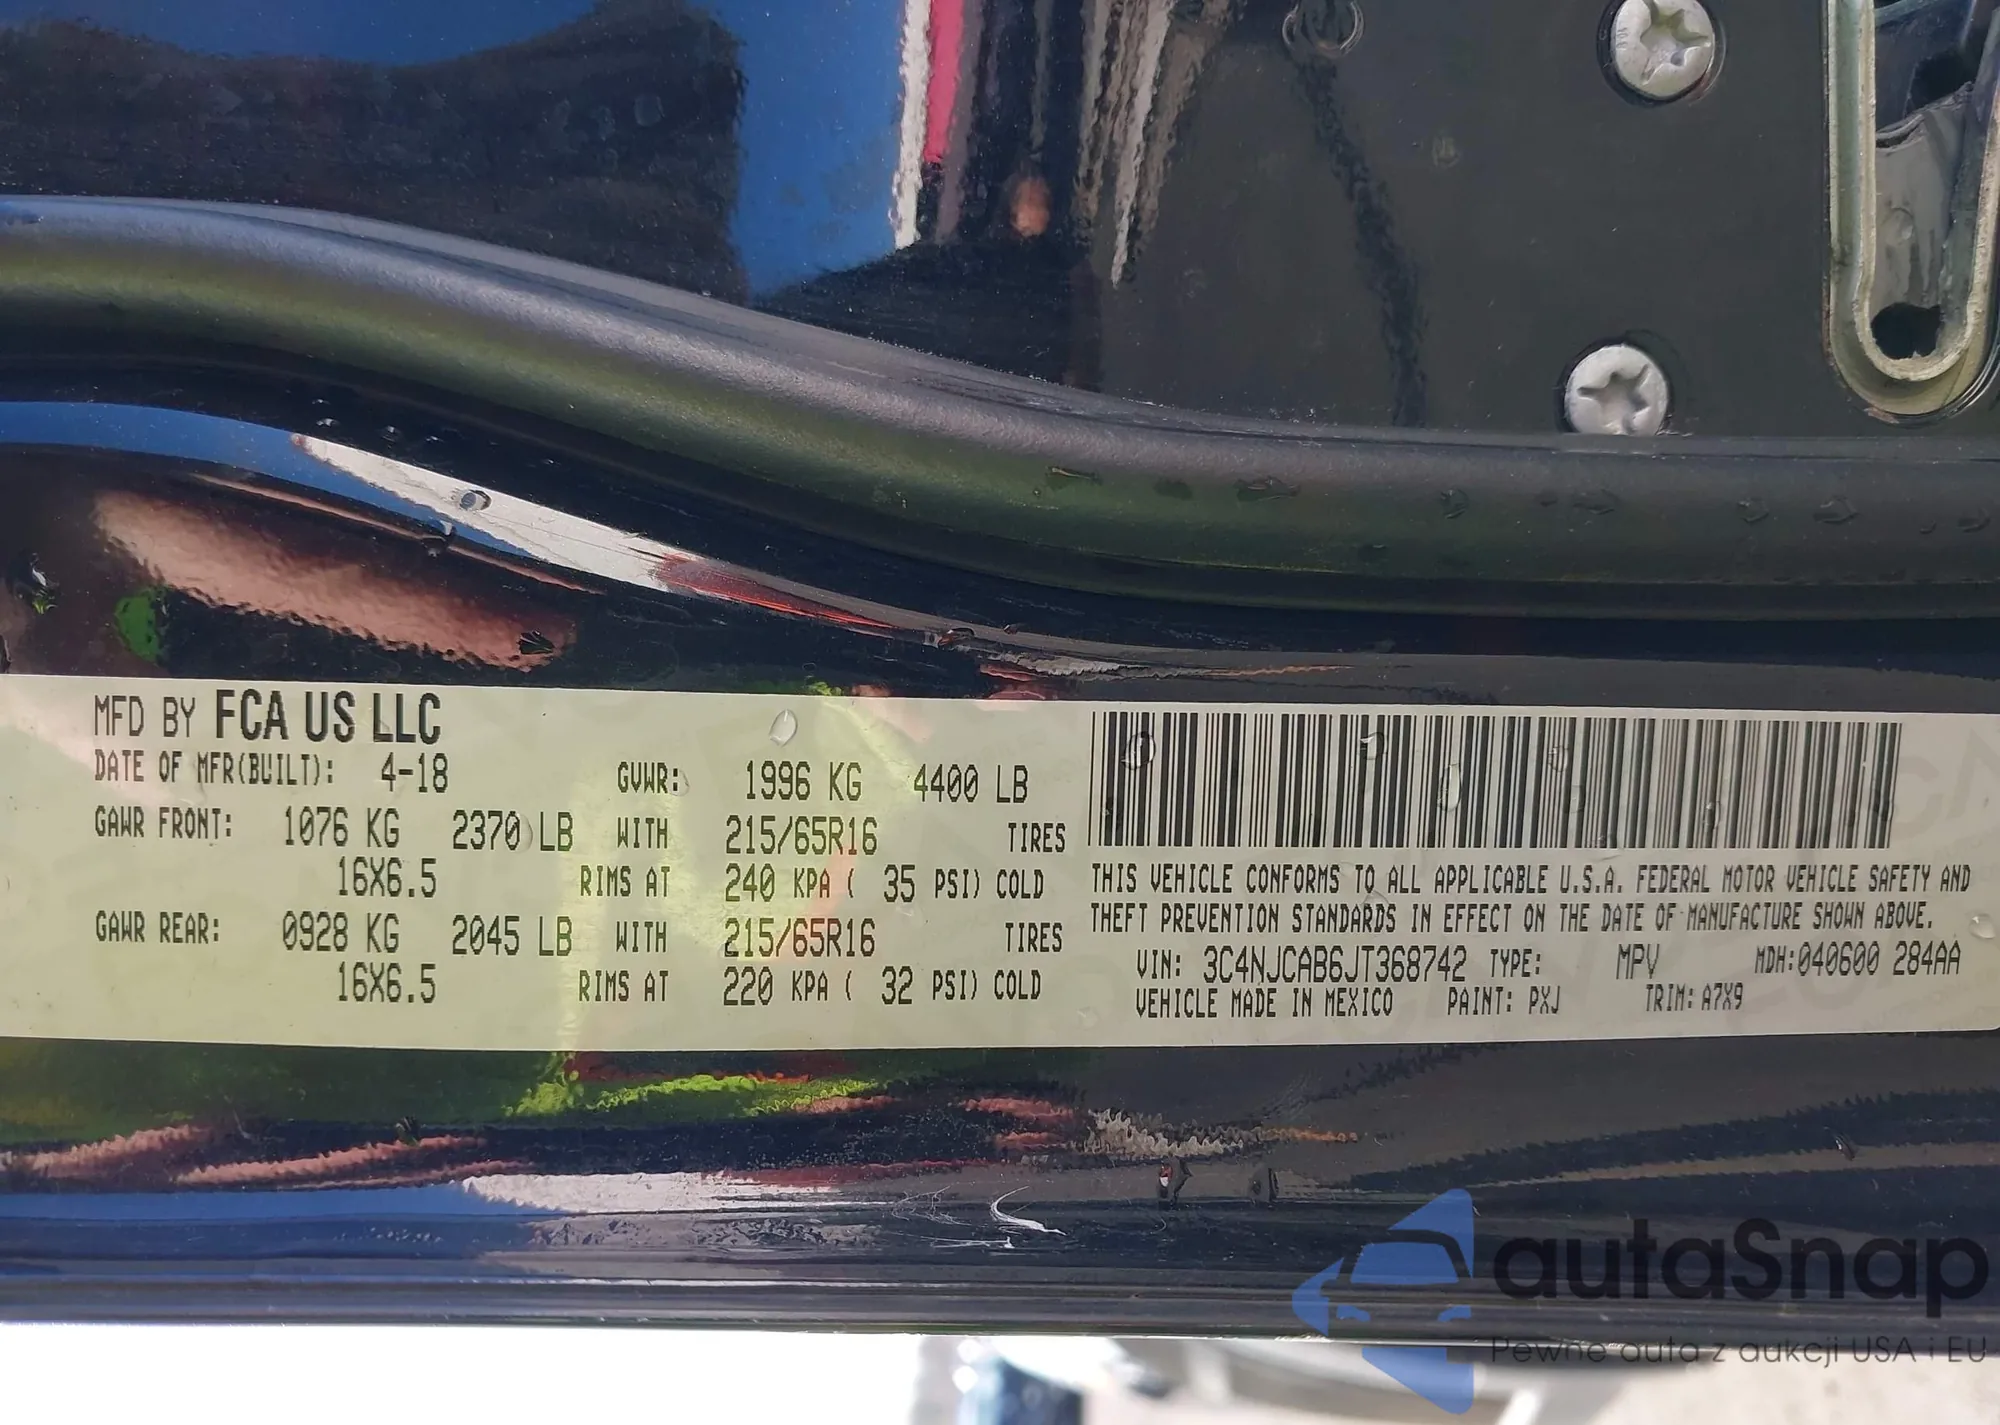 MFD BY FCA US LLC
DATE OF MFR(BUILT): 4-18 GVWR: 1996 KG 4400 LB
GAWR FRONT: 1076 KG 2370 LB WITH 215/65R16 TIRES
16X6.5 RIMS AT 240 KPA ( 35 PSI) COLD
GAWR REAR: 0928 KG 2045 LB WITH 215/65R16 TIRES
16X6.5 RIMS AT 220 KPA ( 32 PSI) COLD
THIS VEHICLE CONFORMS TO ALL APPLICABLE U.S.A. FEDERAL MOTOR VEHICLE SAFETY AND
THEFT PREVENTION STANDARDS IN EFFECT ON THE DATE OF MANUFACTURE SHOWN ABOVE.
VIN: 3C4NJCAB6JT368742 TYPE: MPV MDH:040600 284AA
VEHICLE MADE IN MEXICO PAINT: PXJ TRIM: A7X9
autaSnap
Pewne auta z aukcji USA i EU